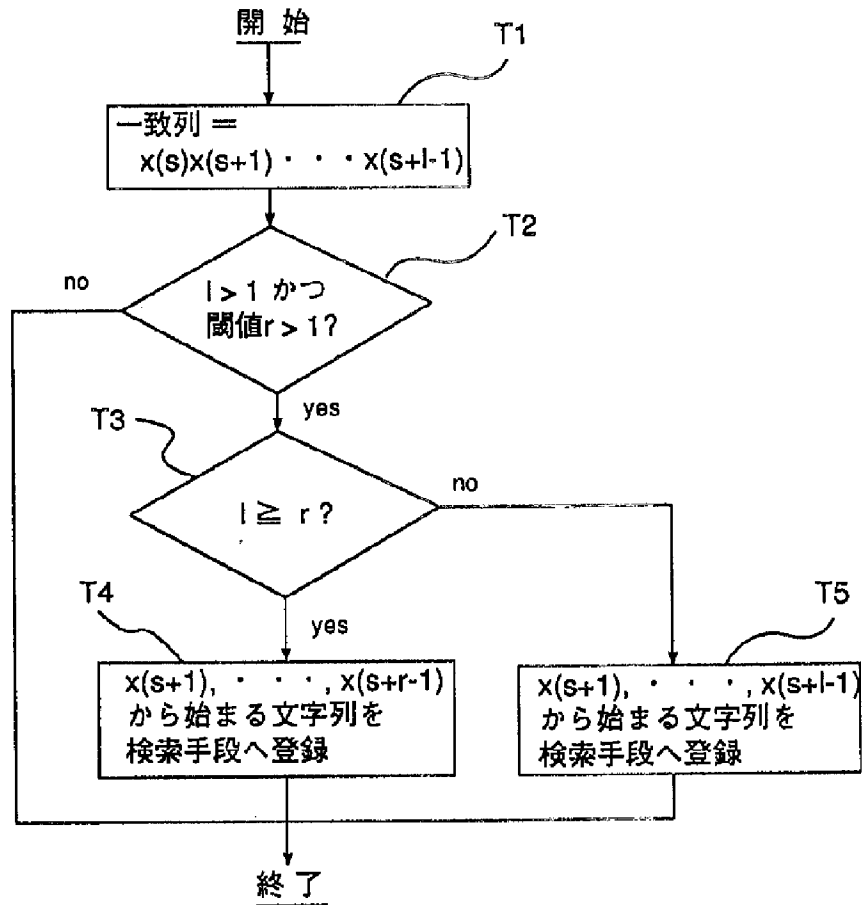 開始
T1
一致列 =
x(s)x(s+1)・・・x(s+l-1)
T2
no
l > 1 かつ
閾値r > 1?
yes
T3
no
l ≧ r ?
T4
yes
T5
x(s+1), ・・・, x(s+r-1)
から始まる文字列を
検索手段へ登録
x(s+1), ・・・, x(s+l-1)
から始まる文字列を
検索手段へ登録
終了